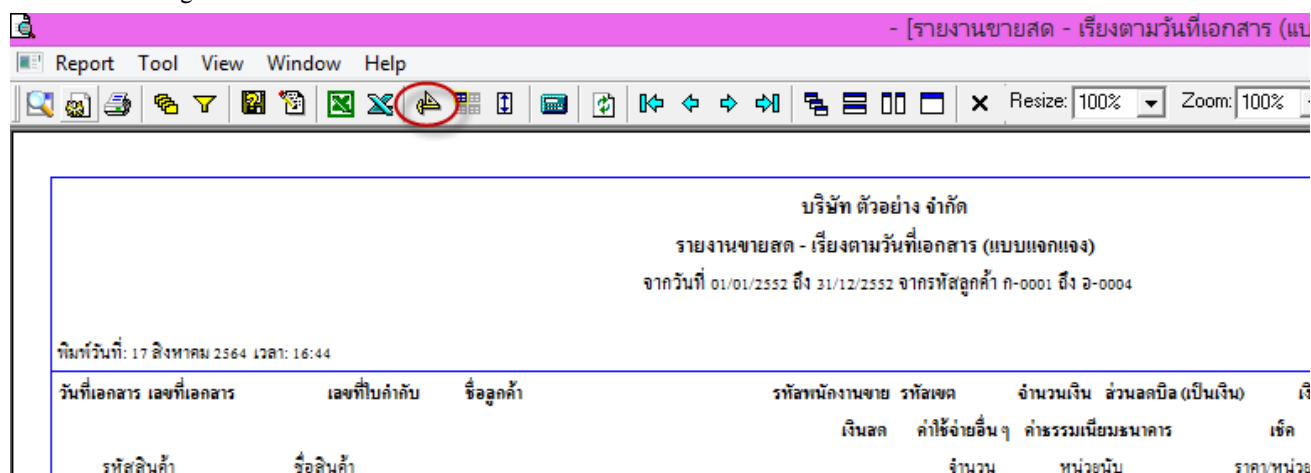 - [รายงานขายสด - เรียงตามวันที่เอกสาร (แบ
Report Tool View Window Help
Resize: 100% Zoom: 100%
บริษัท ตัวอย่าง จำกัด
รายงานขายสด - เรียงตามวันที่เอกสาร (แบบแจกแจง)
จากวันที่ 01/01/2552 ถึง 31/12/2552 จากรหัสลูกค้า ก-0001 ถึง อ-0004
พิมพ์วันที่: 17 สิงหาคม 2564 เวลา: 16:44
วันที่เอกสาร เลขที่เอกสาร เลขที่ใบกำกับ ชื่อลูกค้า รหัสพนักงานขาย รหัสเขต จำนวนเงิน ส่วนลดบิล (เป็นเงิน)
เงินสด ค่าใช้จ่ายอื่น ๆ ค่าธรรมเนียมธนาคาร เช็ค
รหัสสินค้า ชื่อสินค้า จำนวน หน่วยนับ ราคา/หน่วย